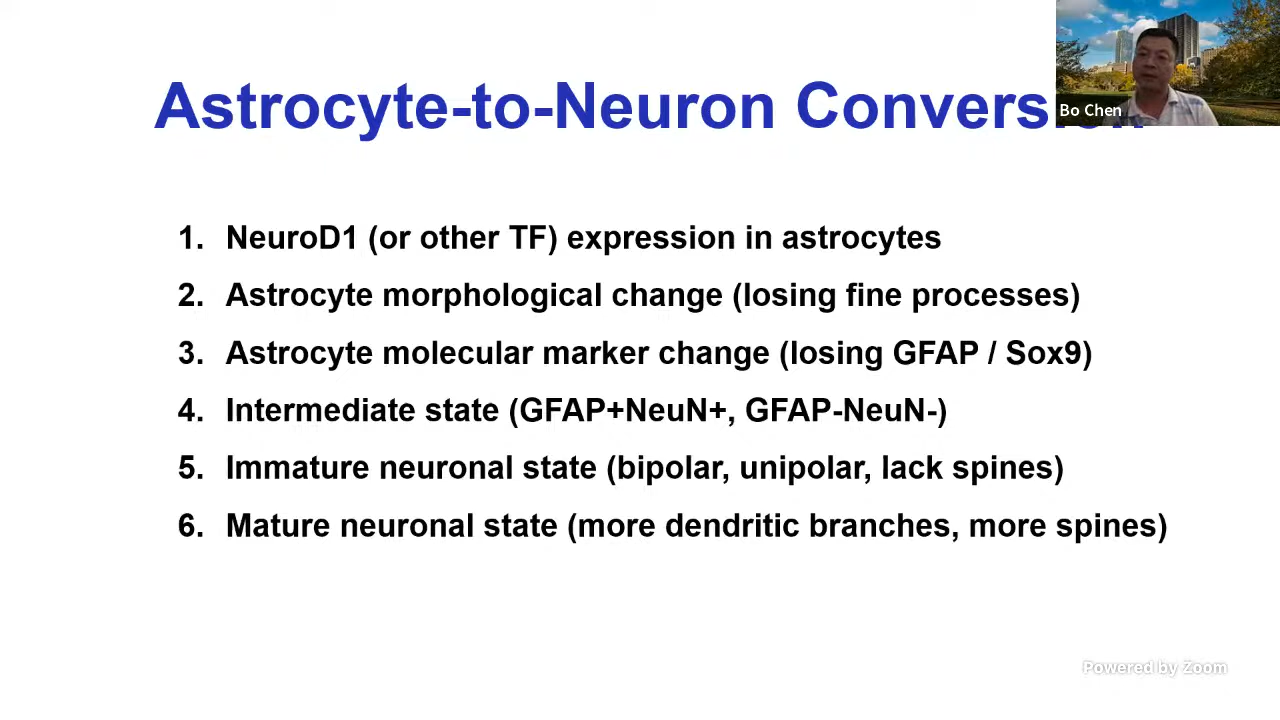 Astrocyte-to-Neuron Convers
Bo Chen
1. NeuroD1 (or other TF) expression in astrocytes
2. Astrocyte morphological change (losing fine processes)
3. Astrocyte molecular marker change (losing GFAP / Sox9)
4. Intermediate state (GFAP+NeuN+, GFAP-NeuN-)
5. Immature neuronal state (bipolar, unipolar, lack spines)
6. Mature neuronal state (more dendritic branches, more spines)
Powered by Zoom